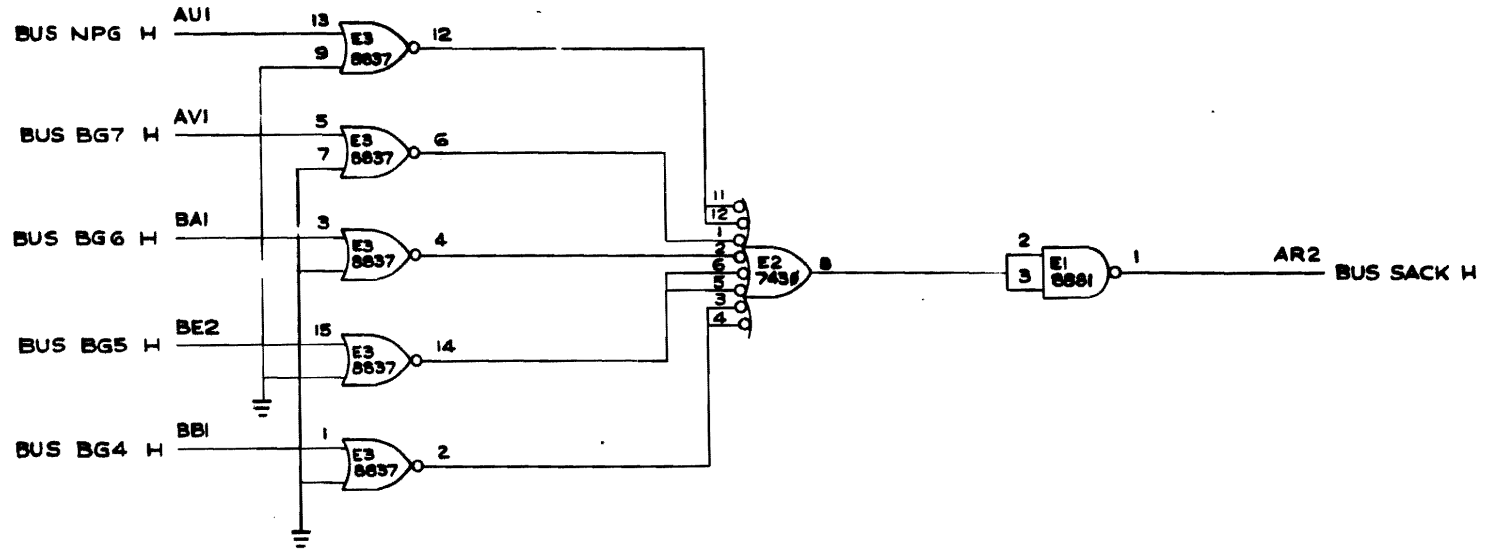 BUS NPG H AU1 13 E3 8837 12
9
BUS BG7 H AV1 5 E3 8837 6
7
BUS BG6 H BA1 3 E3 8837 4
11
12
1
2
6
5
3
4
E2 7430 8
2
3
E1 8881 1 AR2 BUS SACK H
BUS BG5 H BE2 15 E3 8837 14
BUS BG4 H BB1 1 E3 8837 2